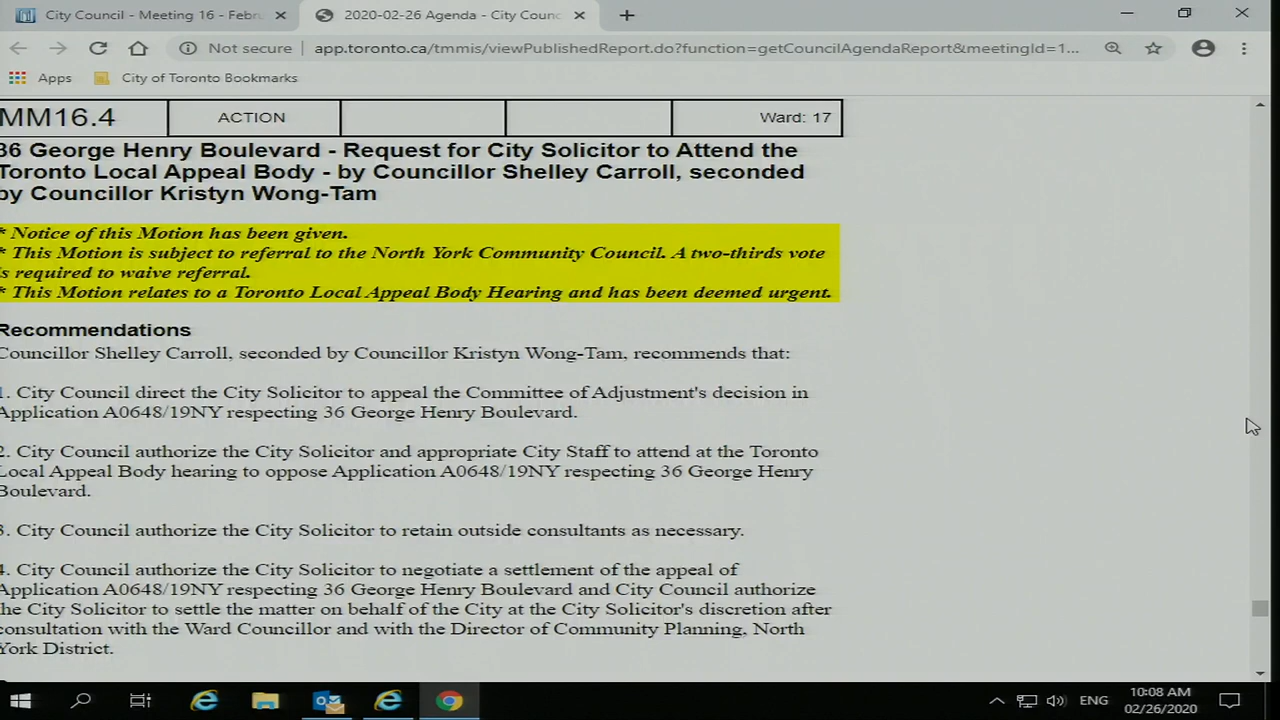 City Council - Meeting 16 - Febru
2020-02-26 Agenda - City Counc
Not secure
app.toronto.ca/tmmis/viewPublishedReport.do?function=getCouncilAgendaReport&meetingId=1...
Apps
City of Toronto Bookmarks
MM16.4
ACTION
Ward: 17
36 George Henry Boulevard - Request for City Solicitor to Attend the
Toronto Local Appeal Body - by Councillor Shelley Carroll, seconded
by Councillor Kristyn Wong-Tam
* Notice of this Motion has been given.
* This Motion is subject to referral to the North York Community Council. A two-thirds vote
is required to waive referral.
* This Motion relates to a Toronto Local Appeal Body Hearing and has been deemed urgent.
Recommendations
Councillor Shelley Carroll, seconded by Councillor Kristyn Wong-Tam, recommends that:
1. City Council direct the City Solicitor to appeal the Committee of Adjustment's decision in
Application A0648/19NY respecting 36 George Henry Boulevard.
2. City Council authorize the City Solicitor and appropriate City Staff to attend at the Toronto
Local Appeal Body hearing to oppose Application A0648/19NY respecting 36 George Henry
Boulevard.
3. City Council authorize the City Solicitor to retain outside consultants as necessary.
4. City Council authorize the City Solicitor to negotiate a settlement of the appeal of
Application A0648/19NY respecting 36 George Henry Boulevard and City Council authorize
the City Solicitor to settle the matter on behalf of the City at the City Solicitor's discretion after
consultation with the Ward Councillor and with the Director of Community Planning, North
York District.
ENG
10:08 AM
02/26/2020